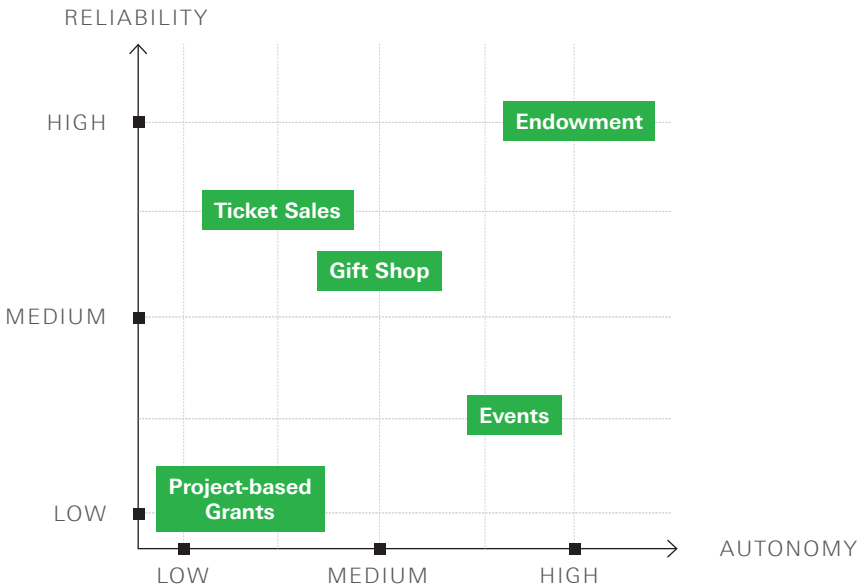 RELIABILITY
HIGH
Endowment
Ticket Sales
Gift Shop
MEDIUM
Events
Project-based
Grants
LOW
AUTONOMY
LOW
MEDIUM
HIGH